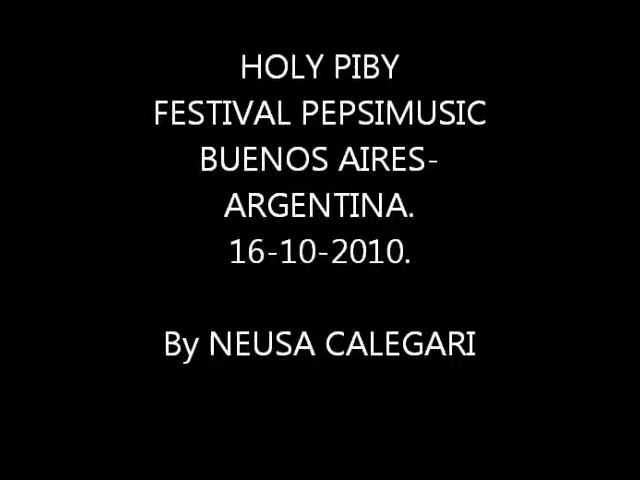 HOLY PIBY
FESTIVAL PEPSIMUSIC
BUENOS AIRES-
ARGENTINA.
16-10-2010.
By NEUSA CALEGARI